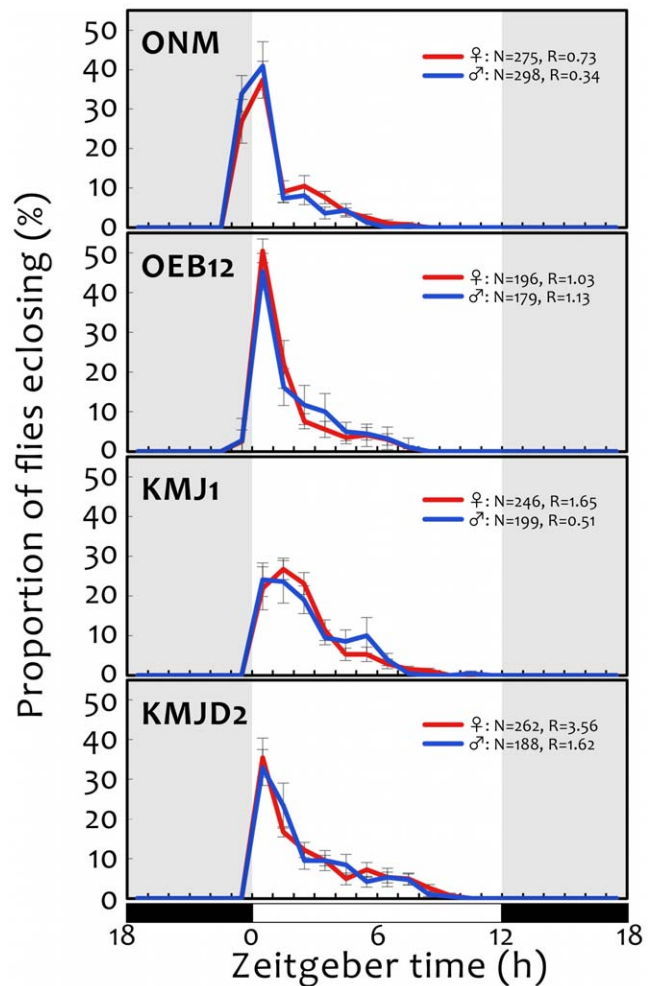 Proportion of flies eclosing (%)
ONM
50
40
30
20
10
0
♀: N=275, R=0.73
♂: N=298, R=0.34
OEB12
50
40
30
20
10
0
♀: N=196, R=1.03
♂: N=179, R=1.13
KMJ1
50
40
30
20
10
0
♀: N=246, R=1.65
♂: N=199, R=0.51
KMJD2
50
40
30
20
10
0
♀: N=262, R=3.56
♂: N=188, R=1.62
18 0 6 12 18
Zeitgeber time (h)